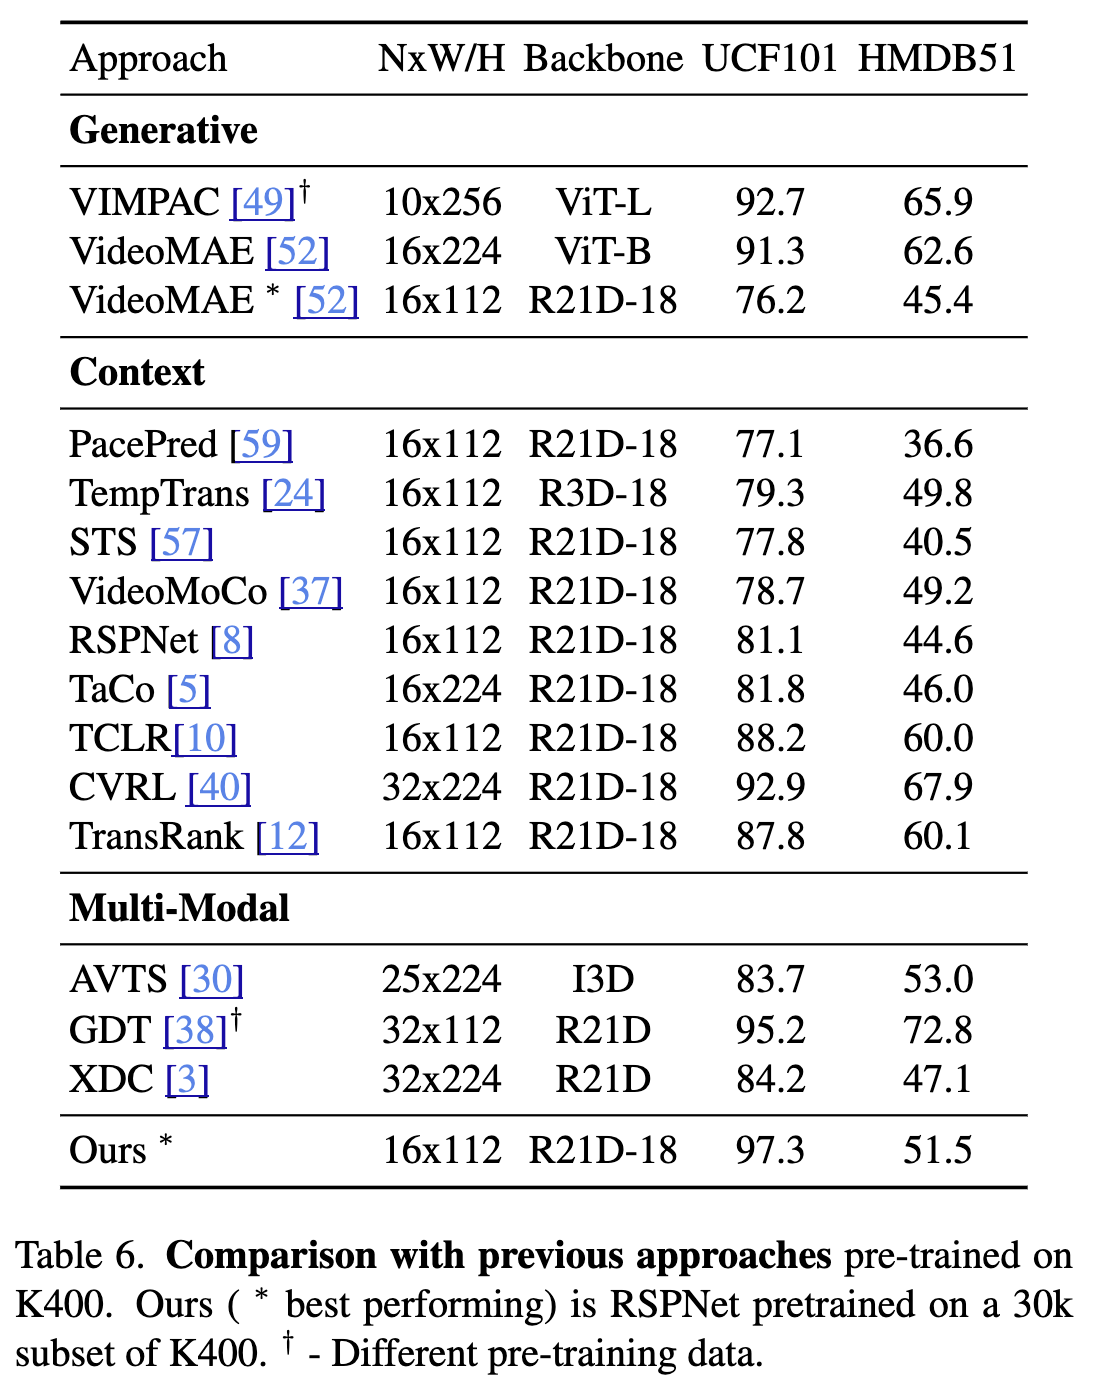 Approach NxW/H Backbone UCF101 HMDB51
Generative
VIMPAC [49]† 10x256 ViT-L 92.7 65.9
VideoMAE [52] 16x224 ViT-B 91.3 62.6
VideoMAE * [52] 16x112 R21D-18 76.2 45.4
Context
PacePred [59] 16x112 R21D-18 77.1 36.6
TempTrans [24] 16x112 R3D-18 79.3 49.8
STS [57] 16x112 R21D-18 77.8 40.5
VideoMoCo [37] 16x112 R21D-18 78.7 49.2
RSPNet [8] 16x112 R21D-18 81.1 44.6
TaCo [5] 16x224 R21D-18 81.8 46.0
TCLR[10] 16x112 R21D-18 88.2 60.0
CVRL [40] 32x224 R21D-18 92.9 67.9
TransRank [12] 16x112 R21D-18 87.8 60.1
Multi-Modal
AVTS [30] 25x224 I3D 83.7 53.0
GDT [38]† 32x112 R21D 95.2 72.8
XDC [3] 32x224 R21D 84.2 47.1
Ours * 16x112 R21D-18 97.3 51.5
Table 6. Comparison with previous approaches pre-trained on
K400. Ours ( * best performing) is RSPNet pretrained on a 30k
subset of K400. † - Different pre-training data.